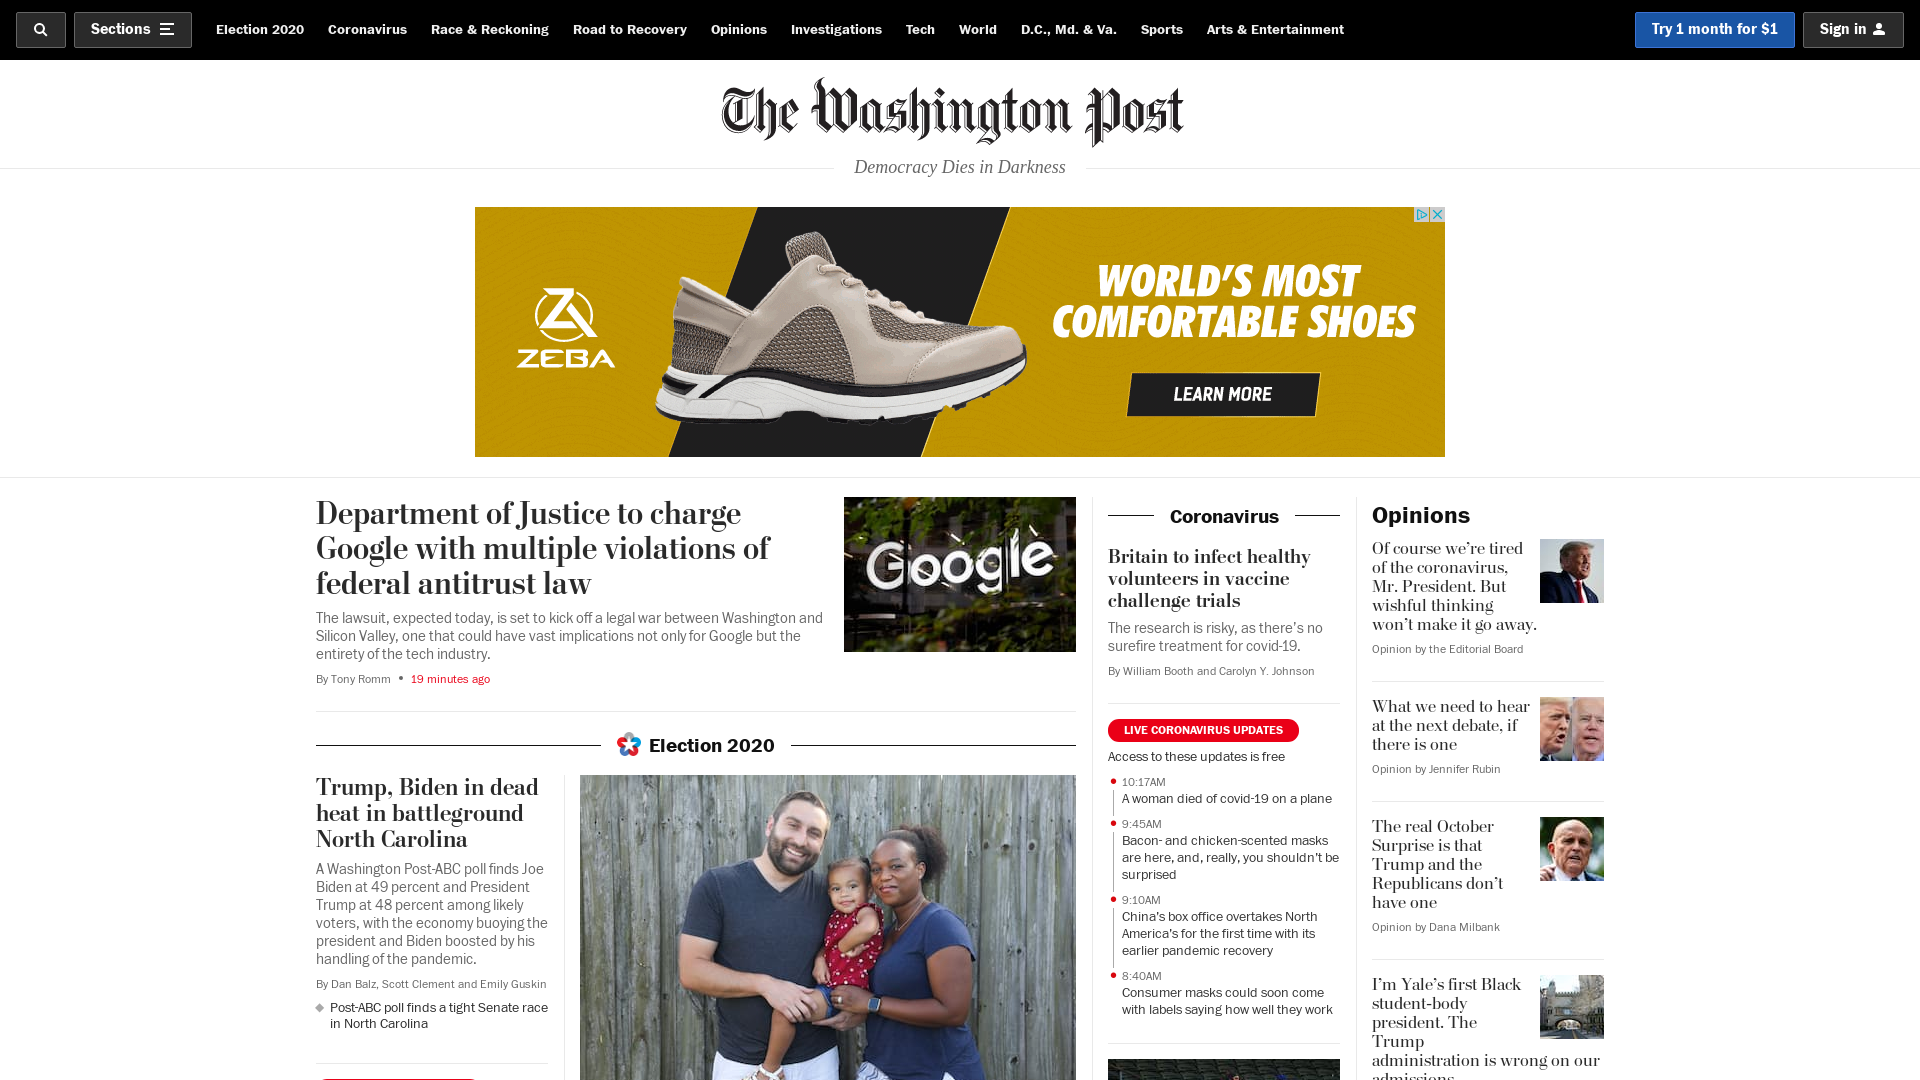 Sections
Election 2020
Coronavirus
Race & Reckoning
Road to Recovery
Opinions
Investigations
Tech
World
D.C., Md. & Va.
Sports
Arts & Entertainment
Try 1 month for $1
Sign in
The Washington Post
Democracy Dies in Darkness
ZEBA
WORLD'S MOST
COMFORTABLE SHOES
LEARN MORE
Department of Justice to charge
Google with multiple violations of
federal antitrust law
The lawsuit, expected today, is set to kick off a legal war between Washington and
Silicon Valley, one that could have vast implications not only for Google but the
entirety of the tech industry.
By Tony Romm • 19 minutes ago
Google
Election 2020
Trump, Biden in dead
heat in battleground
North Carolina
A Washington Post-ABC poll finds Joe
Biden at 49 percent and President
Trump at 48 percent among likely
voters, with the economy buoying the
president and Biden boosted by his
handling of the pandemic.
By Dan Balz, Scott Clement and Emily Guskin
Post-ABC poll finds a tight Senate race
in North Carolina
Coronavirus
Britain to infect healthy
volunteers in vaccine
challenge trials
The research is risky, as there’s no
surefire treatment for covid-19.
By William Booth and Carolyn Y. Johnson
LIVE CORONAVIRUS UPDATES
Access to these updates is free
10:17AM
A woman died of covid-19 on a plane
9:45AM
Bacon- and chicken-scented masks
are here, and, really, you shouldn’t be
surprised
9:10AM
China’s box office overtakes North
America’s for the first time with its
earlier pandemic recovery
8:40AM
Consumer masks could soon come
with labels saying how well they work
Opinions
Of course we’re tired
of the coronavirus,
Mr. President. But
wishful thinking
won’t make it go away.
Opinion by the Editorial Board
What we need to hear
at the next debate, if
there is one
Opinion by Jennifer Rubin
The real October
Surprise is that
Trump and the
Republicans don’t
have one
Opinion by Dana Milbank
I’m Yale’s first Black
student-body
president. The
Trump
administration is wrong on our
admissions